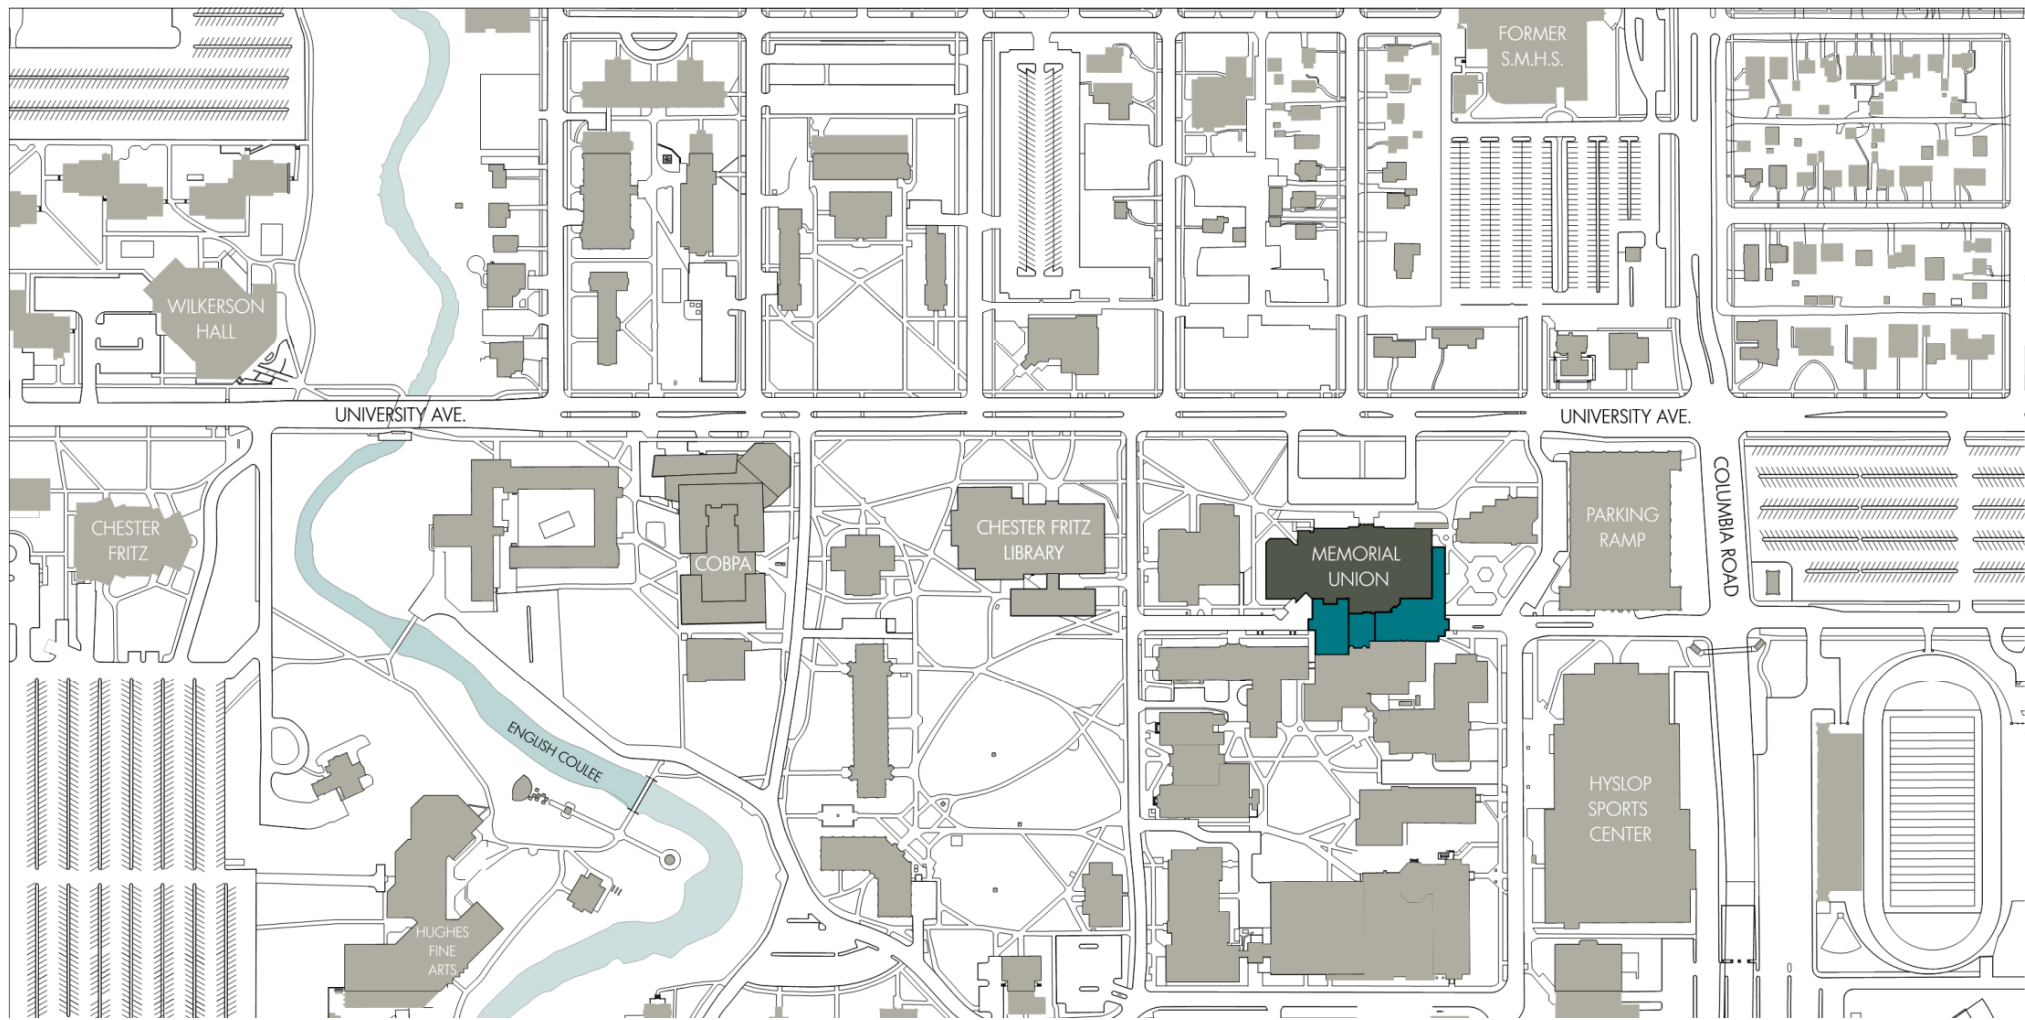 FORMER
S.M.H.S.
WILKERSON
HALL
UNIVERSITY AVE.
UNIVERSITY AVE.
CHESTER
FRITZ
COBPA
CHESTER FRITZ
LIBRARY
MEMORIAL
UNION
PARKING
RAMP
COLUMBIA ROAD
ENGLISH COULEE
HYSLOP
SPORTS
CENTER
HUGHES
FINE
ARTS